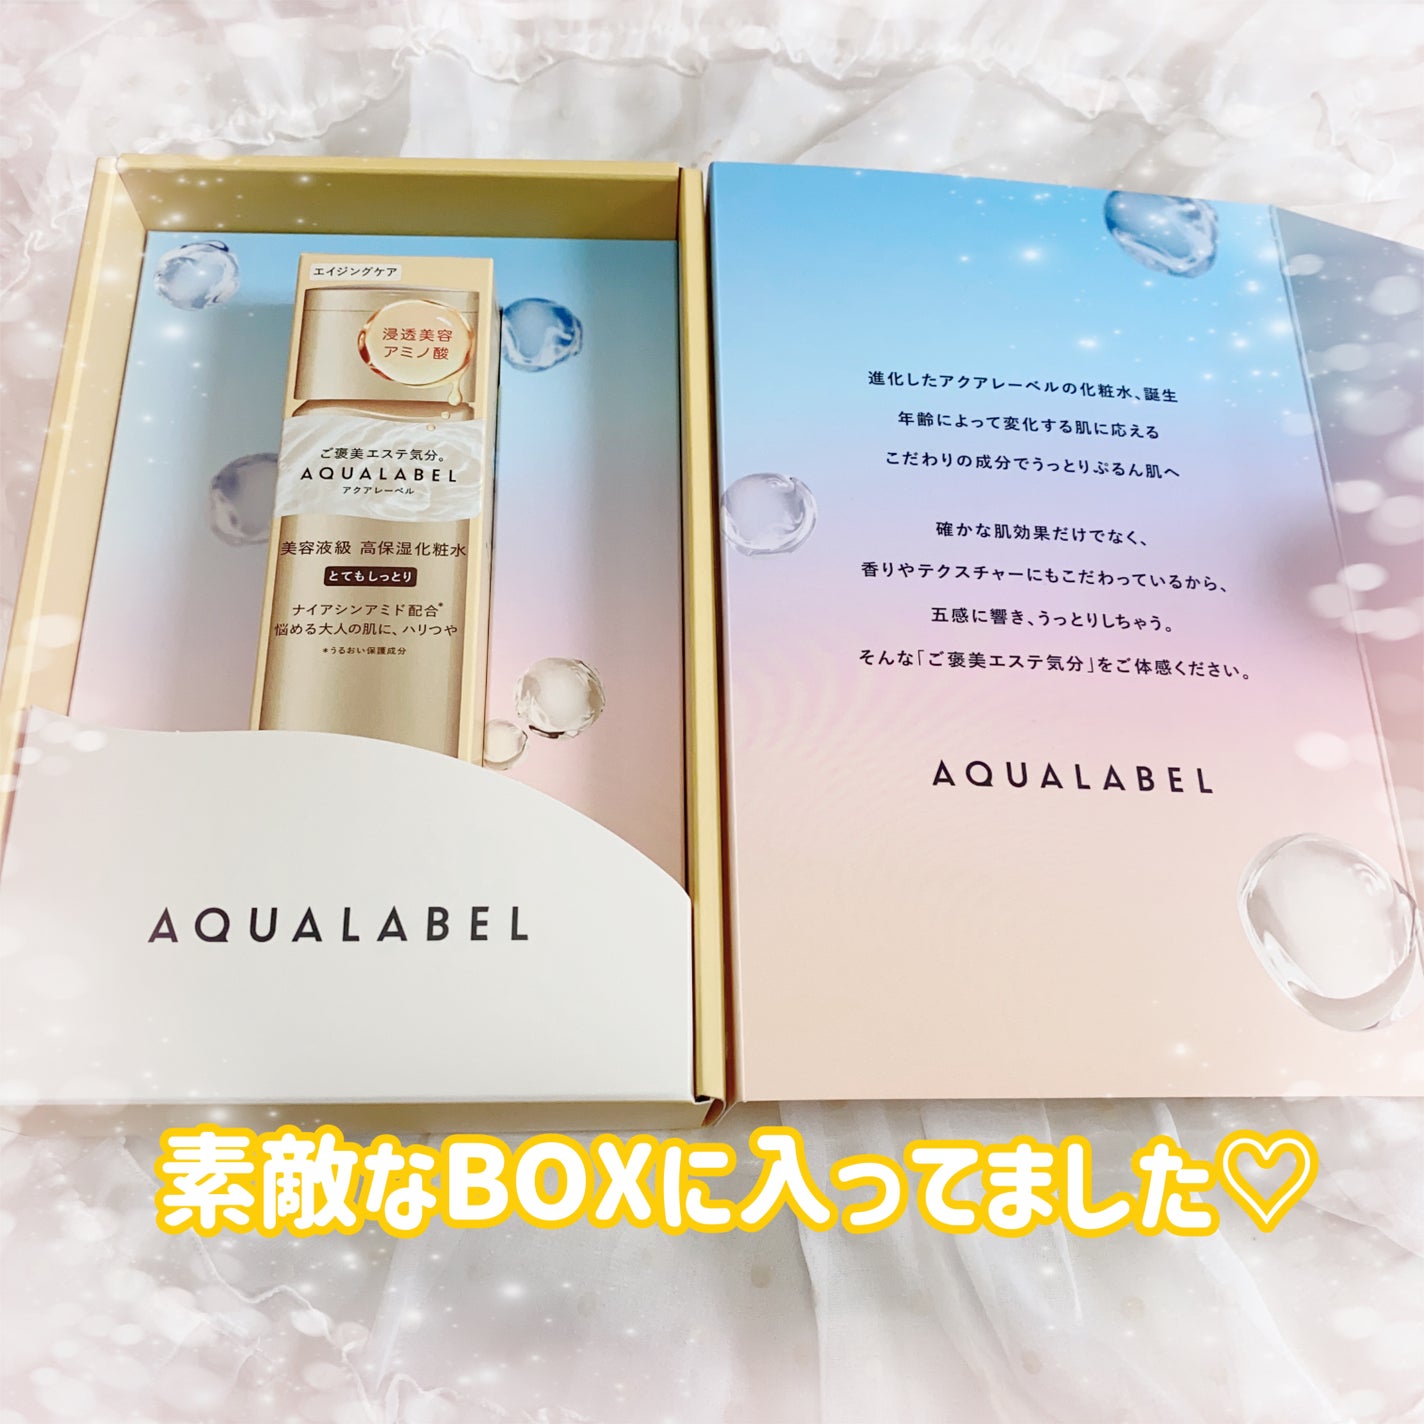 エイジングケア
浸透美容
アミノ酸
ご褒美エステ気分。
AQUALABEL
アクアレーベル
美容液級 高保湿化粧水
とてもしっとり
ナイアシンアミド配合*
悩める大人の肌に、ハリつや
*うるおい保護成分
AQUALABEL
進化したアクアレーベルの化粧水、誕生
年齢によって変化する肌に応える
こだわりの成分でうっとりぷるん肌へ
確かな肌効果だけでなく、
香りやテクスチャーにもこだわっているから、
五感に響き、うっとりしちゃう。
そんな「ご褒美エステ気分」をご体感ください。
AQUALABEL
素敵なBOXに入ってました♡